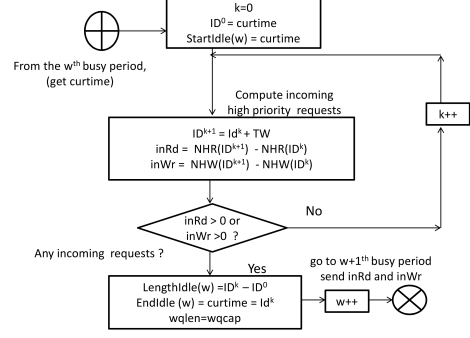 k=0
ID⁰ = curtime
StartIdle(w) = curtime
From the wᵗʰ busy period,
(get curtime)
Compute incoming
high priority requests
k++
IDᵏ⁺¹ = Idᵏ + TW
inRd = NHR(IDᵏ⁺¹) - NHR(IDᵏ)
inWr = NHW(IDᵏ⁺¹) - NHW(IDᵏ)
inRd > 0 or
inWr >0 ?
No
Any incoming requests ?
Yes
go to w+1ᵗʰ busy period
send inRd and inWr
LengthIdle(w) =IDᵏ – ID⁰
EndIdle (w) = curtime = Idᵏ
wqlen=wqcap
w++